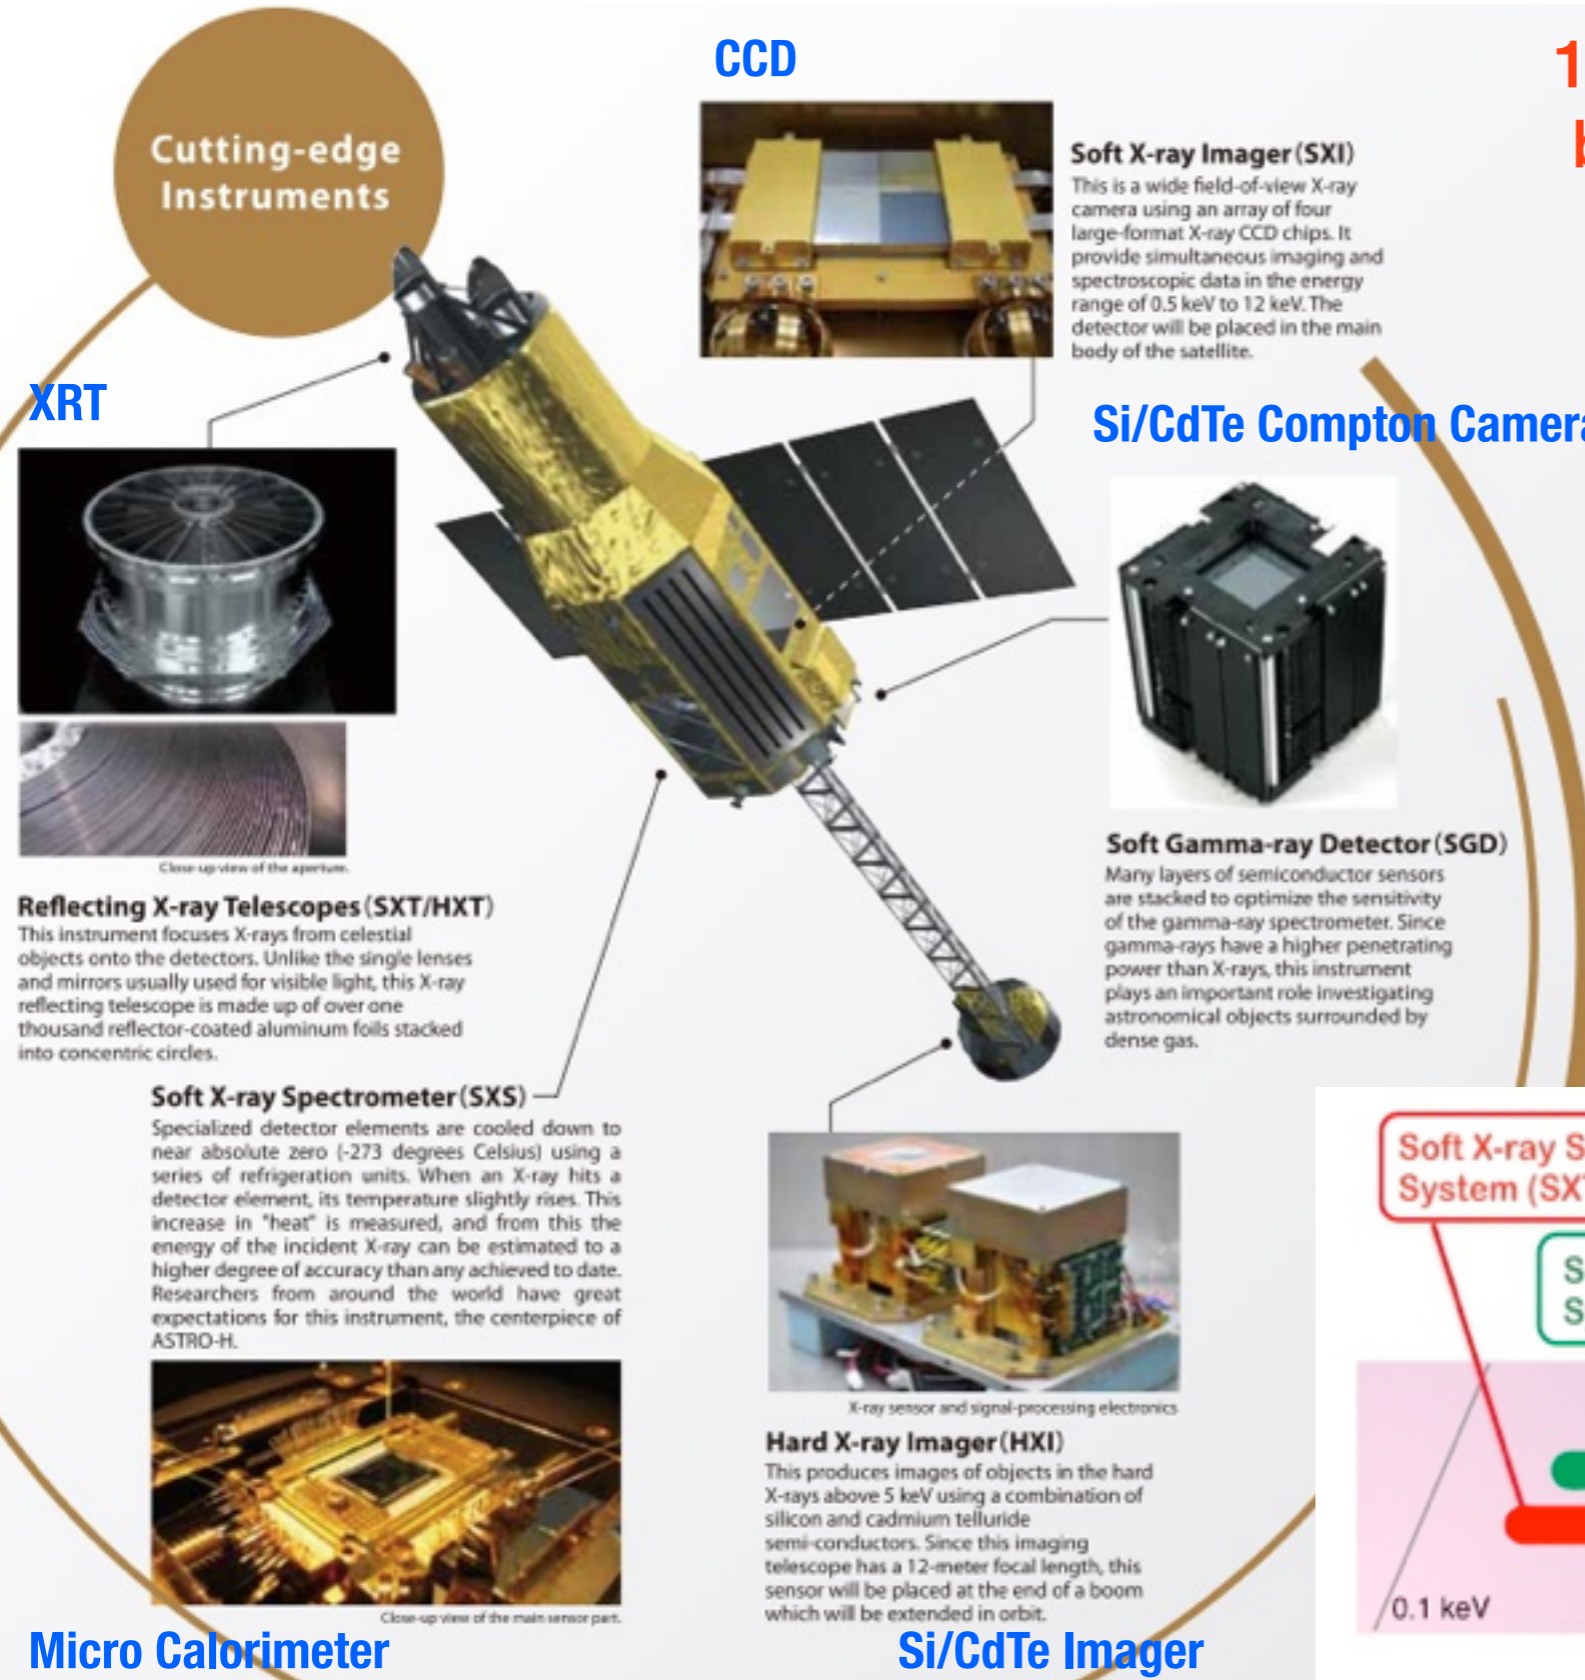 Cutting-edge
Instruments
CCD
1
Soft X-ray Imager(SXI)
This is a wide field-of-view X-ray
camera using an array of four
large-format X-ray CCD chips. It
provide simultaneous imaging and
spectroscopic data in the energy
range of 0.5 keV to 12 keV. The
detector will be placed in the main
body of the satellite.
XRT
Si/CdTe Compton Camera
Close-up view of the aperture.
Reflecting X-ray Telescopes(SXT/HXT)
This instrument focuses X-rays from celestial
objects onto the detectors. Unlike the single lenses
and mirrors usually used for visible light, this X-ray
reflecting telescope is made up of over one
thousand reflector-coated aluminum foils stacked
into concentric circles.
Soft Gamma-ray Detector(SGD)
Many layers of semiconductor sensors
are stacked to optimize the sensitivity
of the gamma-ray spectrometer. Since
gamma-rays have a higher penetrating
power than X-rays, this instrument
plays an important role investigating
astronomical objects surrounded by
dense gas.
Soft X-ray Spectrometer(SXS)
Specialized detector elements are cooled down to
near absolute zero (-273 degrees Celsius) using a
series of refrigeration units. When an X-ray hits a
detector element, its temperature slightly rises. This
increase in "heat" is measured, and from this the
energy of the incident X-ray can be estimated to a
higher degree of accuracy than any achieved to date.
Researchers from around the world have great
expectations for this instrument, the centerpiece of
ASTRO-H.
Close-up view of the main sensor part.
Micro Calorimeter
X-ray sensor and signal-processing electronics
Hard X-ray Imager(HXI)
This produces images of objects in the hard
X-rays above 5 keV using a combination of
silicon and cadmium telluride
semi-conductors. Since this imaging
telescope has a 12-meter focal length, this
sensor will be placed at the end of a boom
which will be extended in orbit.
Si/CdTe Imager
Soft X-ray S
System (SXT
S
S
0.1 keV